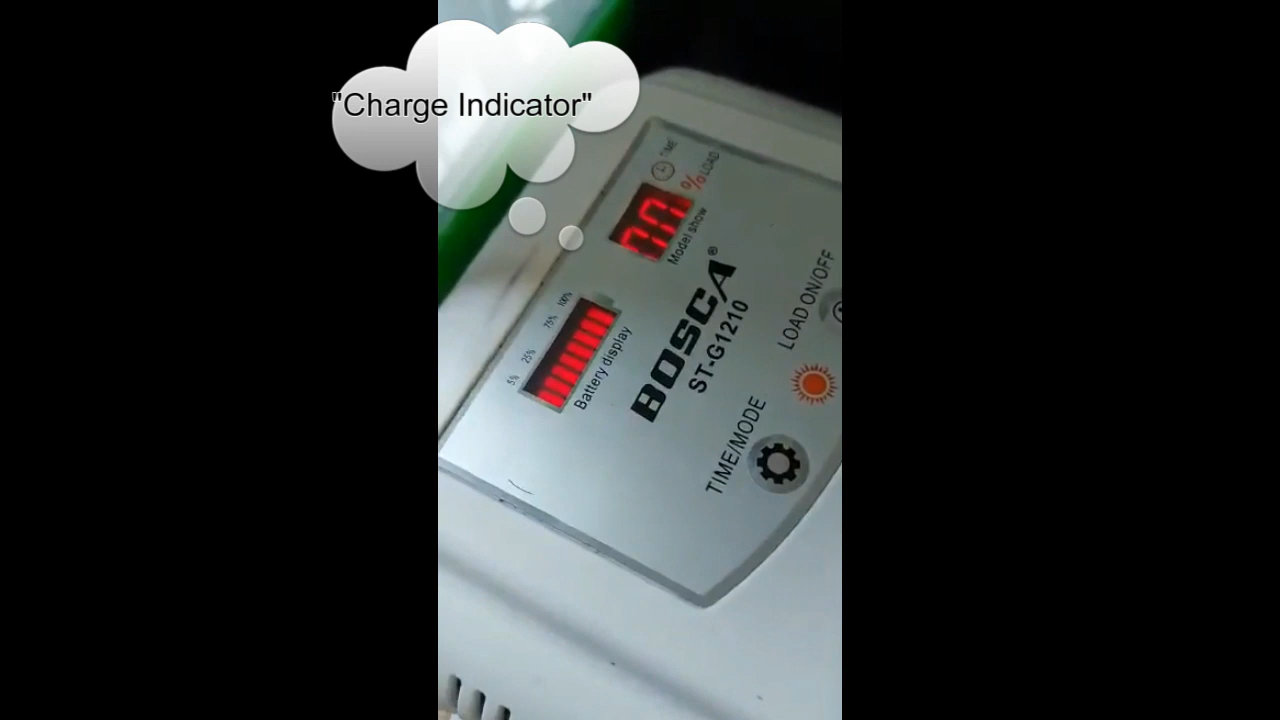 "Charge Indicator"
TIME
% LOAD
Model show
100%
75%
25%
5%
Battery display
BOSCA®
ST-G1210
LOAD ON/OFF
TIME/MODE